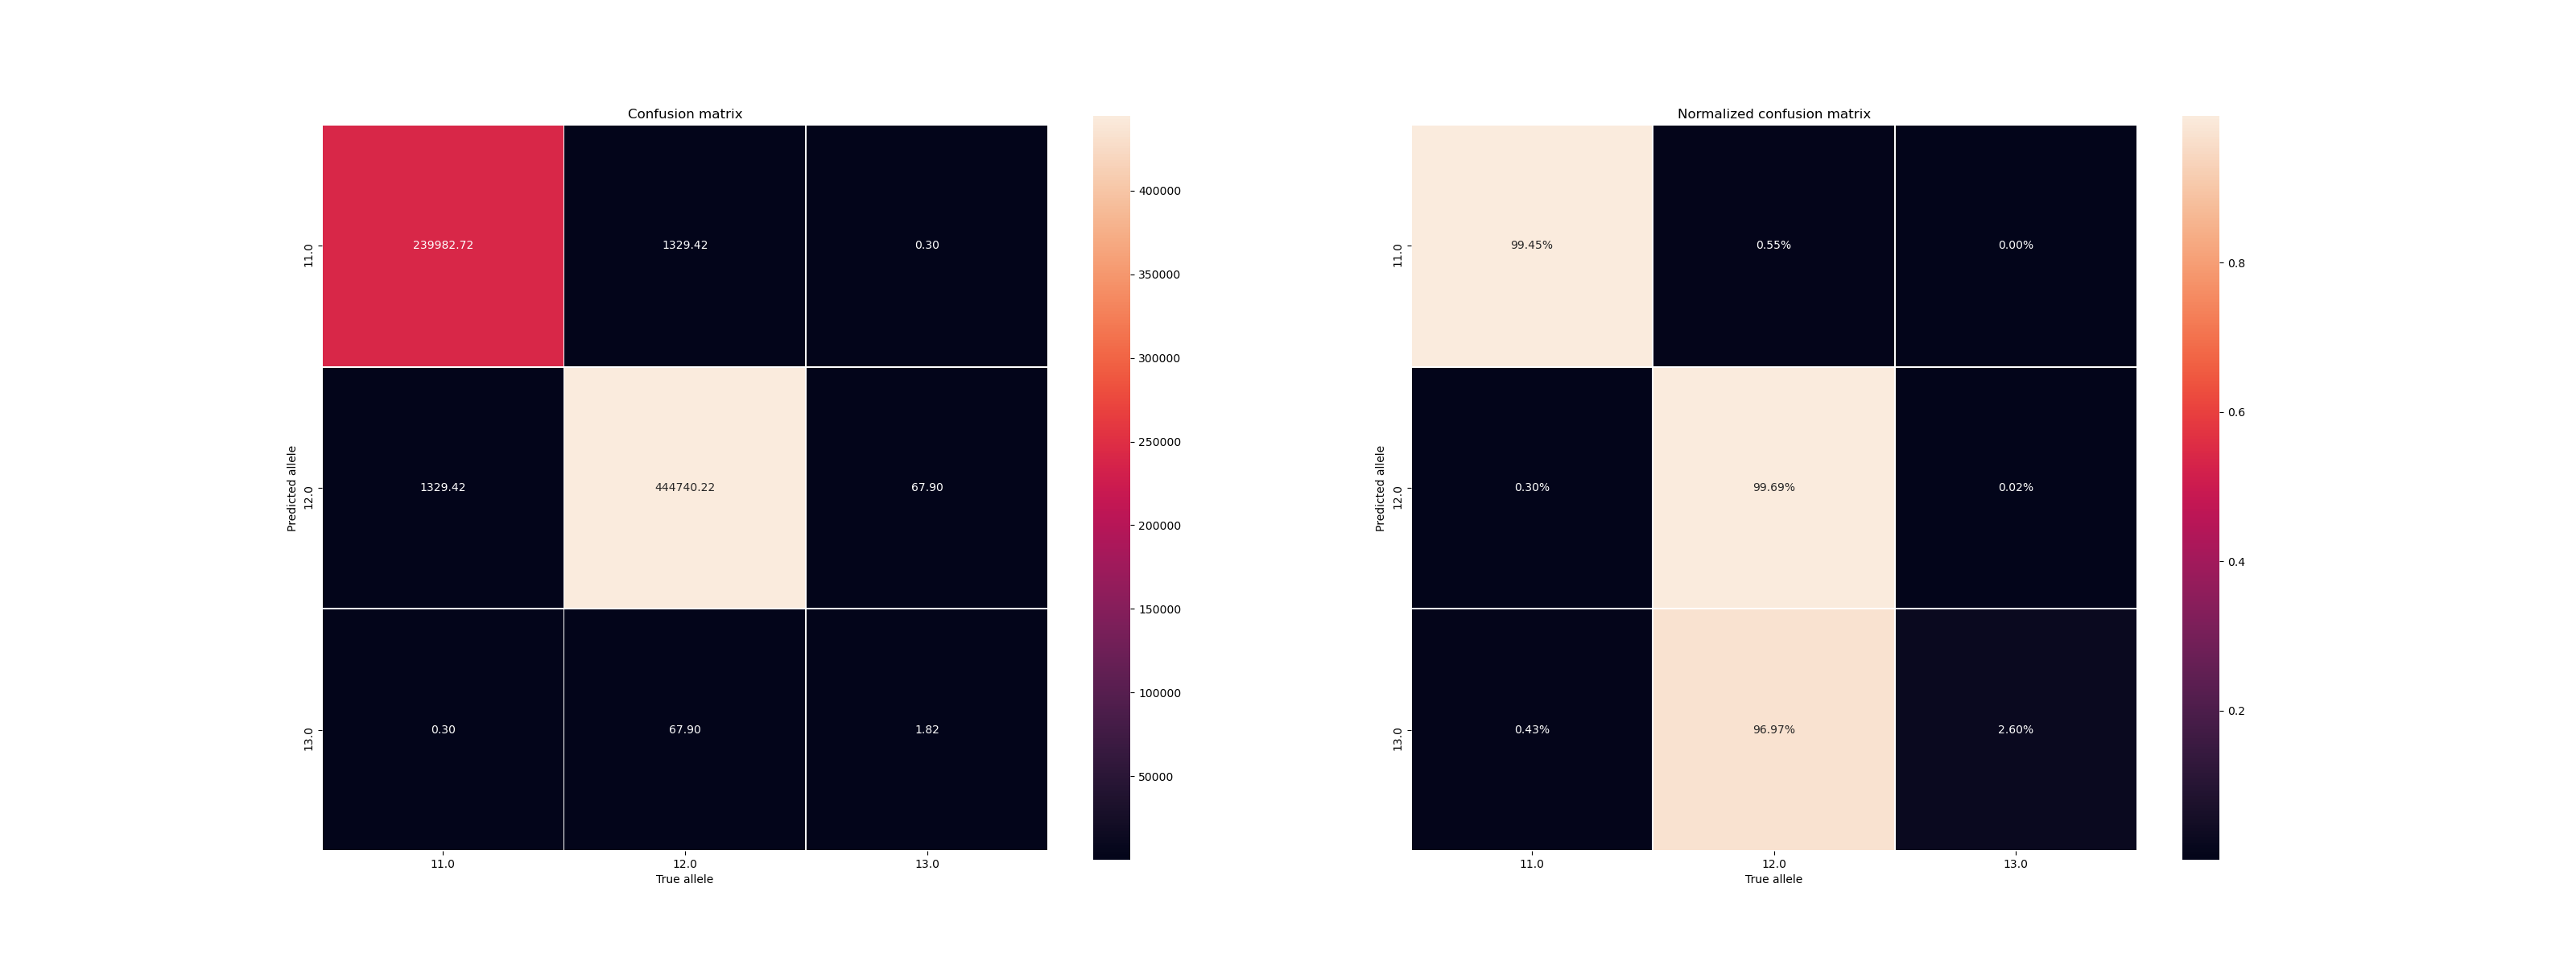 Confusion matrix
239982.72 1329.42 0.30
1329.42 444740.22 67.90
0.30 67.90 1.82
11.0
12.0
13.0
Predicted allele
11.0 12.0 13.0
True allele
400000
350000
300000
250000
200000
150000
100000
50000
Normalized confusion matrix
99.45% 0.55% 0.00%
0.30% 99.69% 0.02%
0.43% 96.97% 2.60%
11.0
12.0
13.0
Predicted allele
11.0 12.0 13.0
True allele
0.8
0.6
0.4
0.2